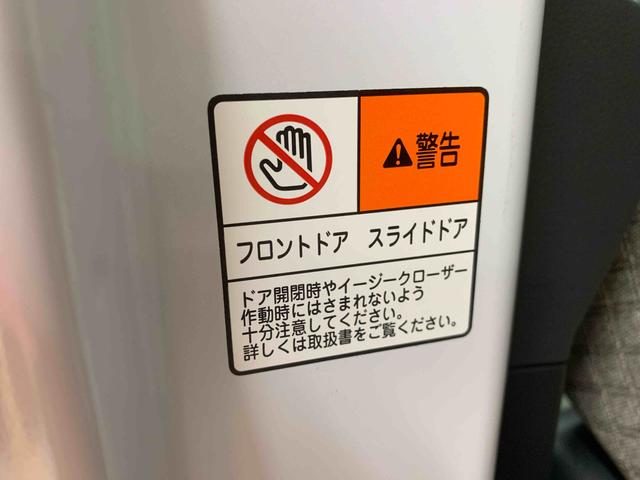 警告
フロントドア スライドドア
ドア開閉時やイージークローザー
作動時にはさまれないよう
十分注意してください。
詳しくは取扱書をご覧ください。